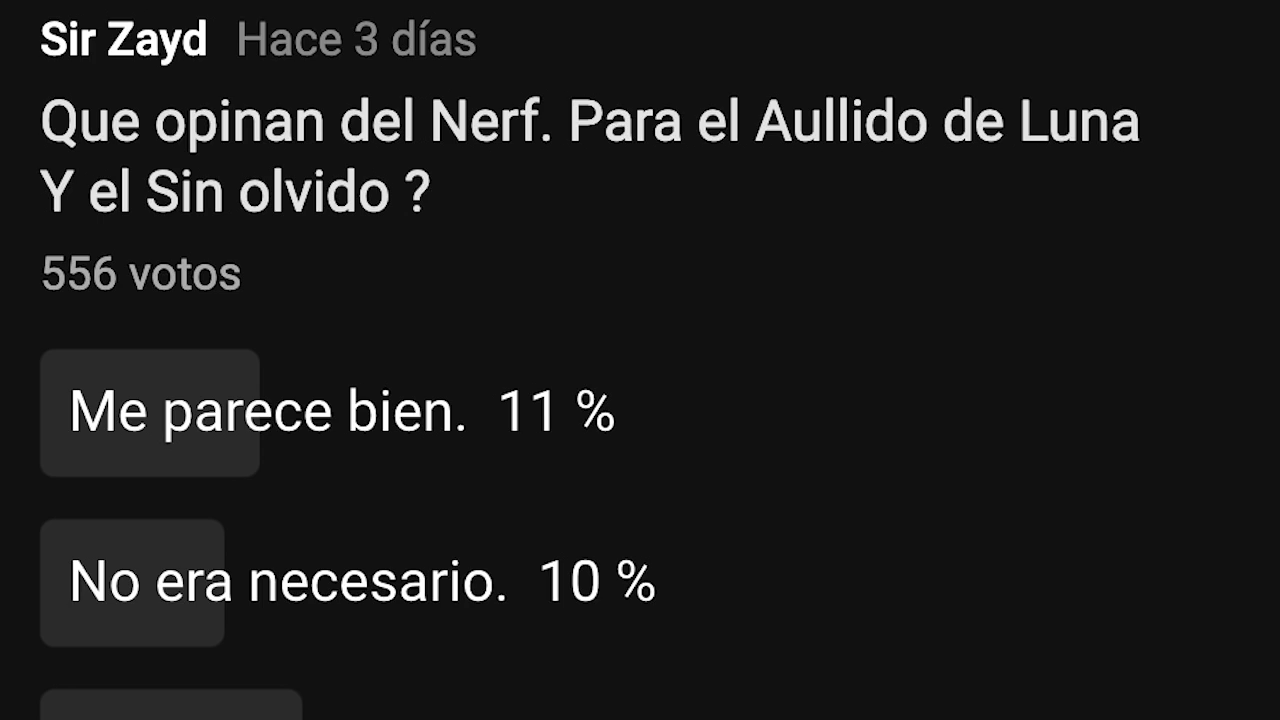 Sir Zayd Hace 3 días
Que opinan del Nerf. Para el Aullido de Luna
Y el Sin olvido ?
556 votos
Me parece bien. 11 %
No era necesario. 10 %